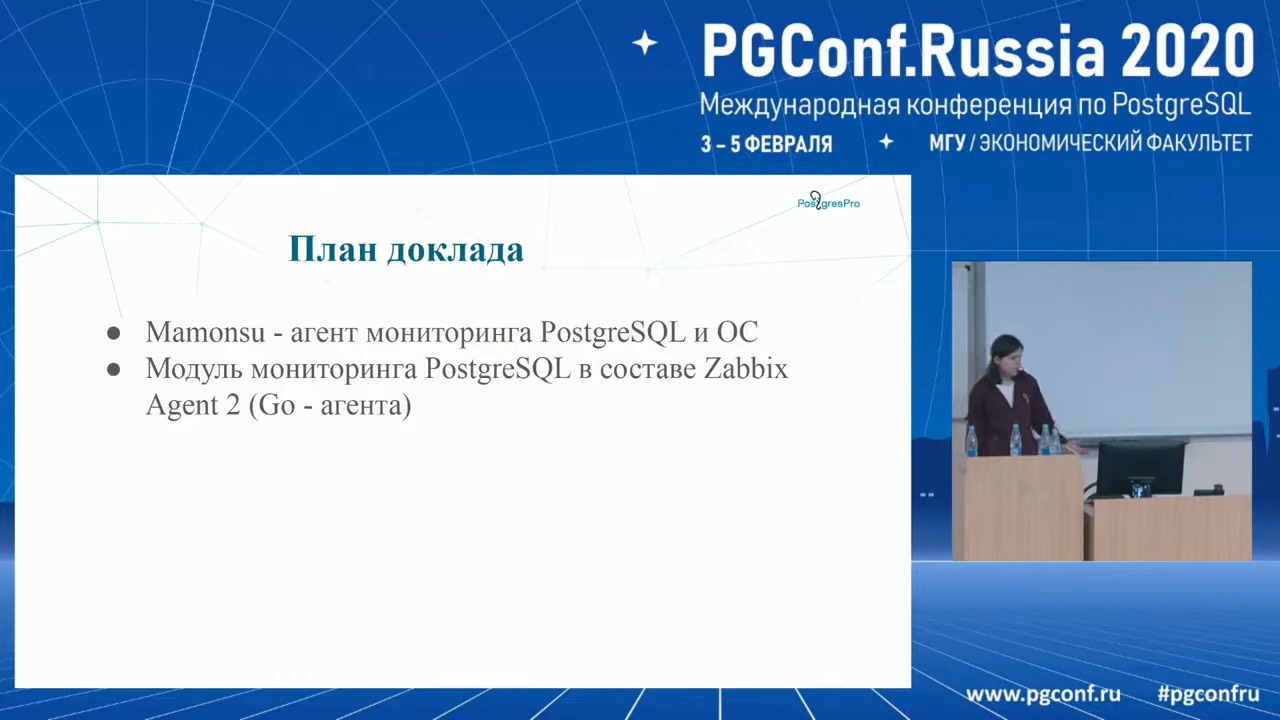 PGConf.Russia 2020
Международная конференция по PostgreSQL
3 – 5 ФЕВРАЛЯ МГУ / ЭКОНОМИЧЕСКИЙ ФАКУЛЬТЕТ
PostgresPro
План доклада
● Mamonsu - агент мониторинга PostgreSQL и ОС
● Модуль мониторинга PostgreSQL в составе Zabbix
Agent 2 (Go - агента)
www.pgconf.ru #pgconfru